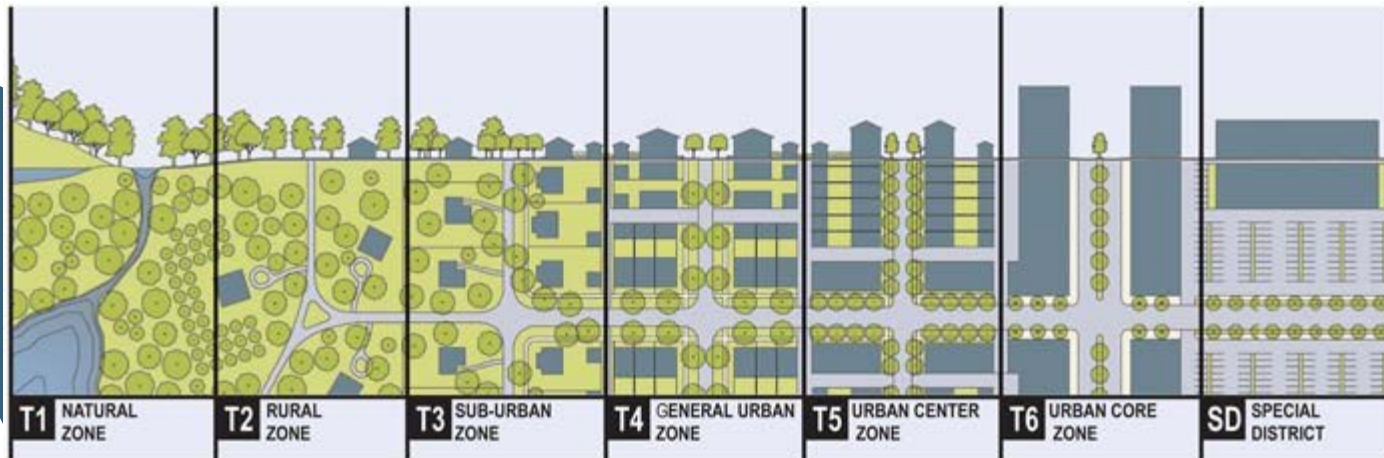 T1 NATURAL
ZONE
T2 RURAL
ZONE
T3 SUB-URBAN
ZONE
T4 GENERAL URBAN
ZONE
T5 URBAN CENTER
ZONE
T6 URBAN CORE
ZONE
SD SPECIAL
DISTRICT